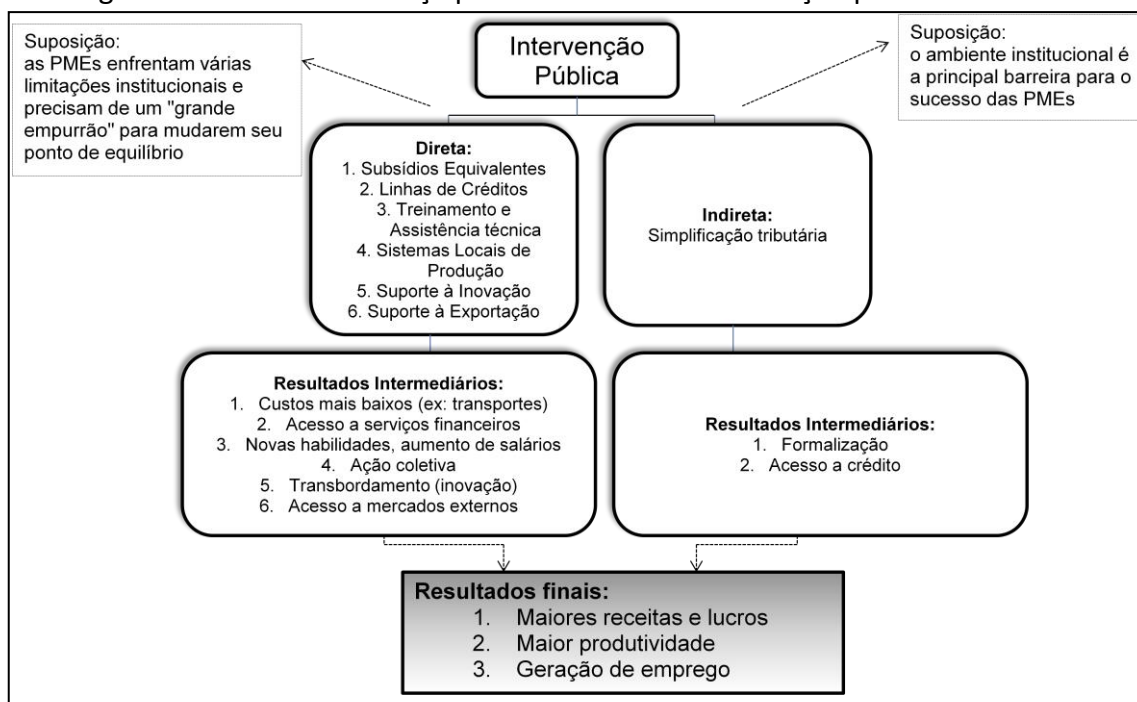 Suposição:
as PMEs enfrentam várias
limitações institucionais e
precisam de um "grande
empurrão" para mudarem seu
ponto de equilíbrio
Intervenção
Pública
Suposição:
o ambiente institucional é
a principal barreira para o
sucesso das PMEs
Direta:
1. Subsídios Equivalentes
2. Linhas de Créditos
3. Treinamento e
Assistência técnica
4. Sistemas Locais de
Produção
5. Suporte à Inovação
6. Suporte à Exportação
Indireta:
Simplificação tributária
Resultados Intermediários:
1. Custos mais baixos (ex: transportes)
2. Acesso a serviços financeiros
3. Novas habilidades, aumento de salários
4. Ação coletiva
5. Transbordamento (inovação)
6. Acesso a mercados externos
Resultados Intermediários:
1. Formalização
2. Acesso a crédito
Resultados finais:
1. Maiores receitas e lucros
2. Maior produtividade
3. Geração de emprego